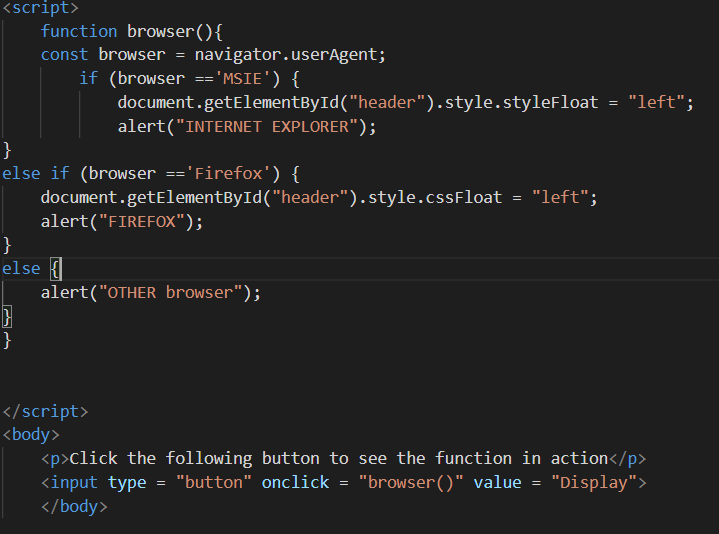 <script>
function browser(){
const browser = navigator.userAgent;
if (browser =='MSIE') {
document.getElementById("header").style.styleFloat = "left";
alert("INTERNET EXPLORER");
}
else if (browser =='Firefox') {
document.getElementById("header").style.cssFloat = "left";
alert("FIREFOX");
}
else {
alert("OTHER browser");
}
}
</script>
<body>
<p>Click the following button to see the function in action</p>
<input type = "button" onclick = "browser()" value = "Display">
</body>